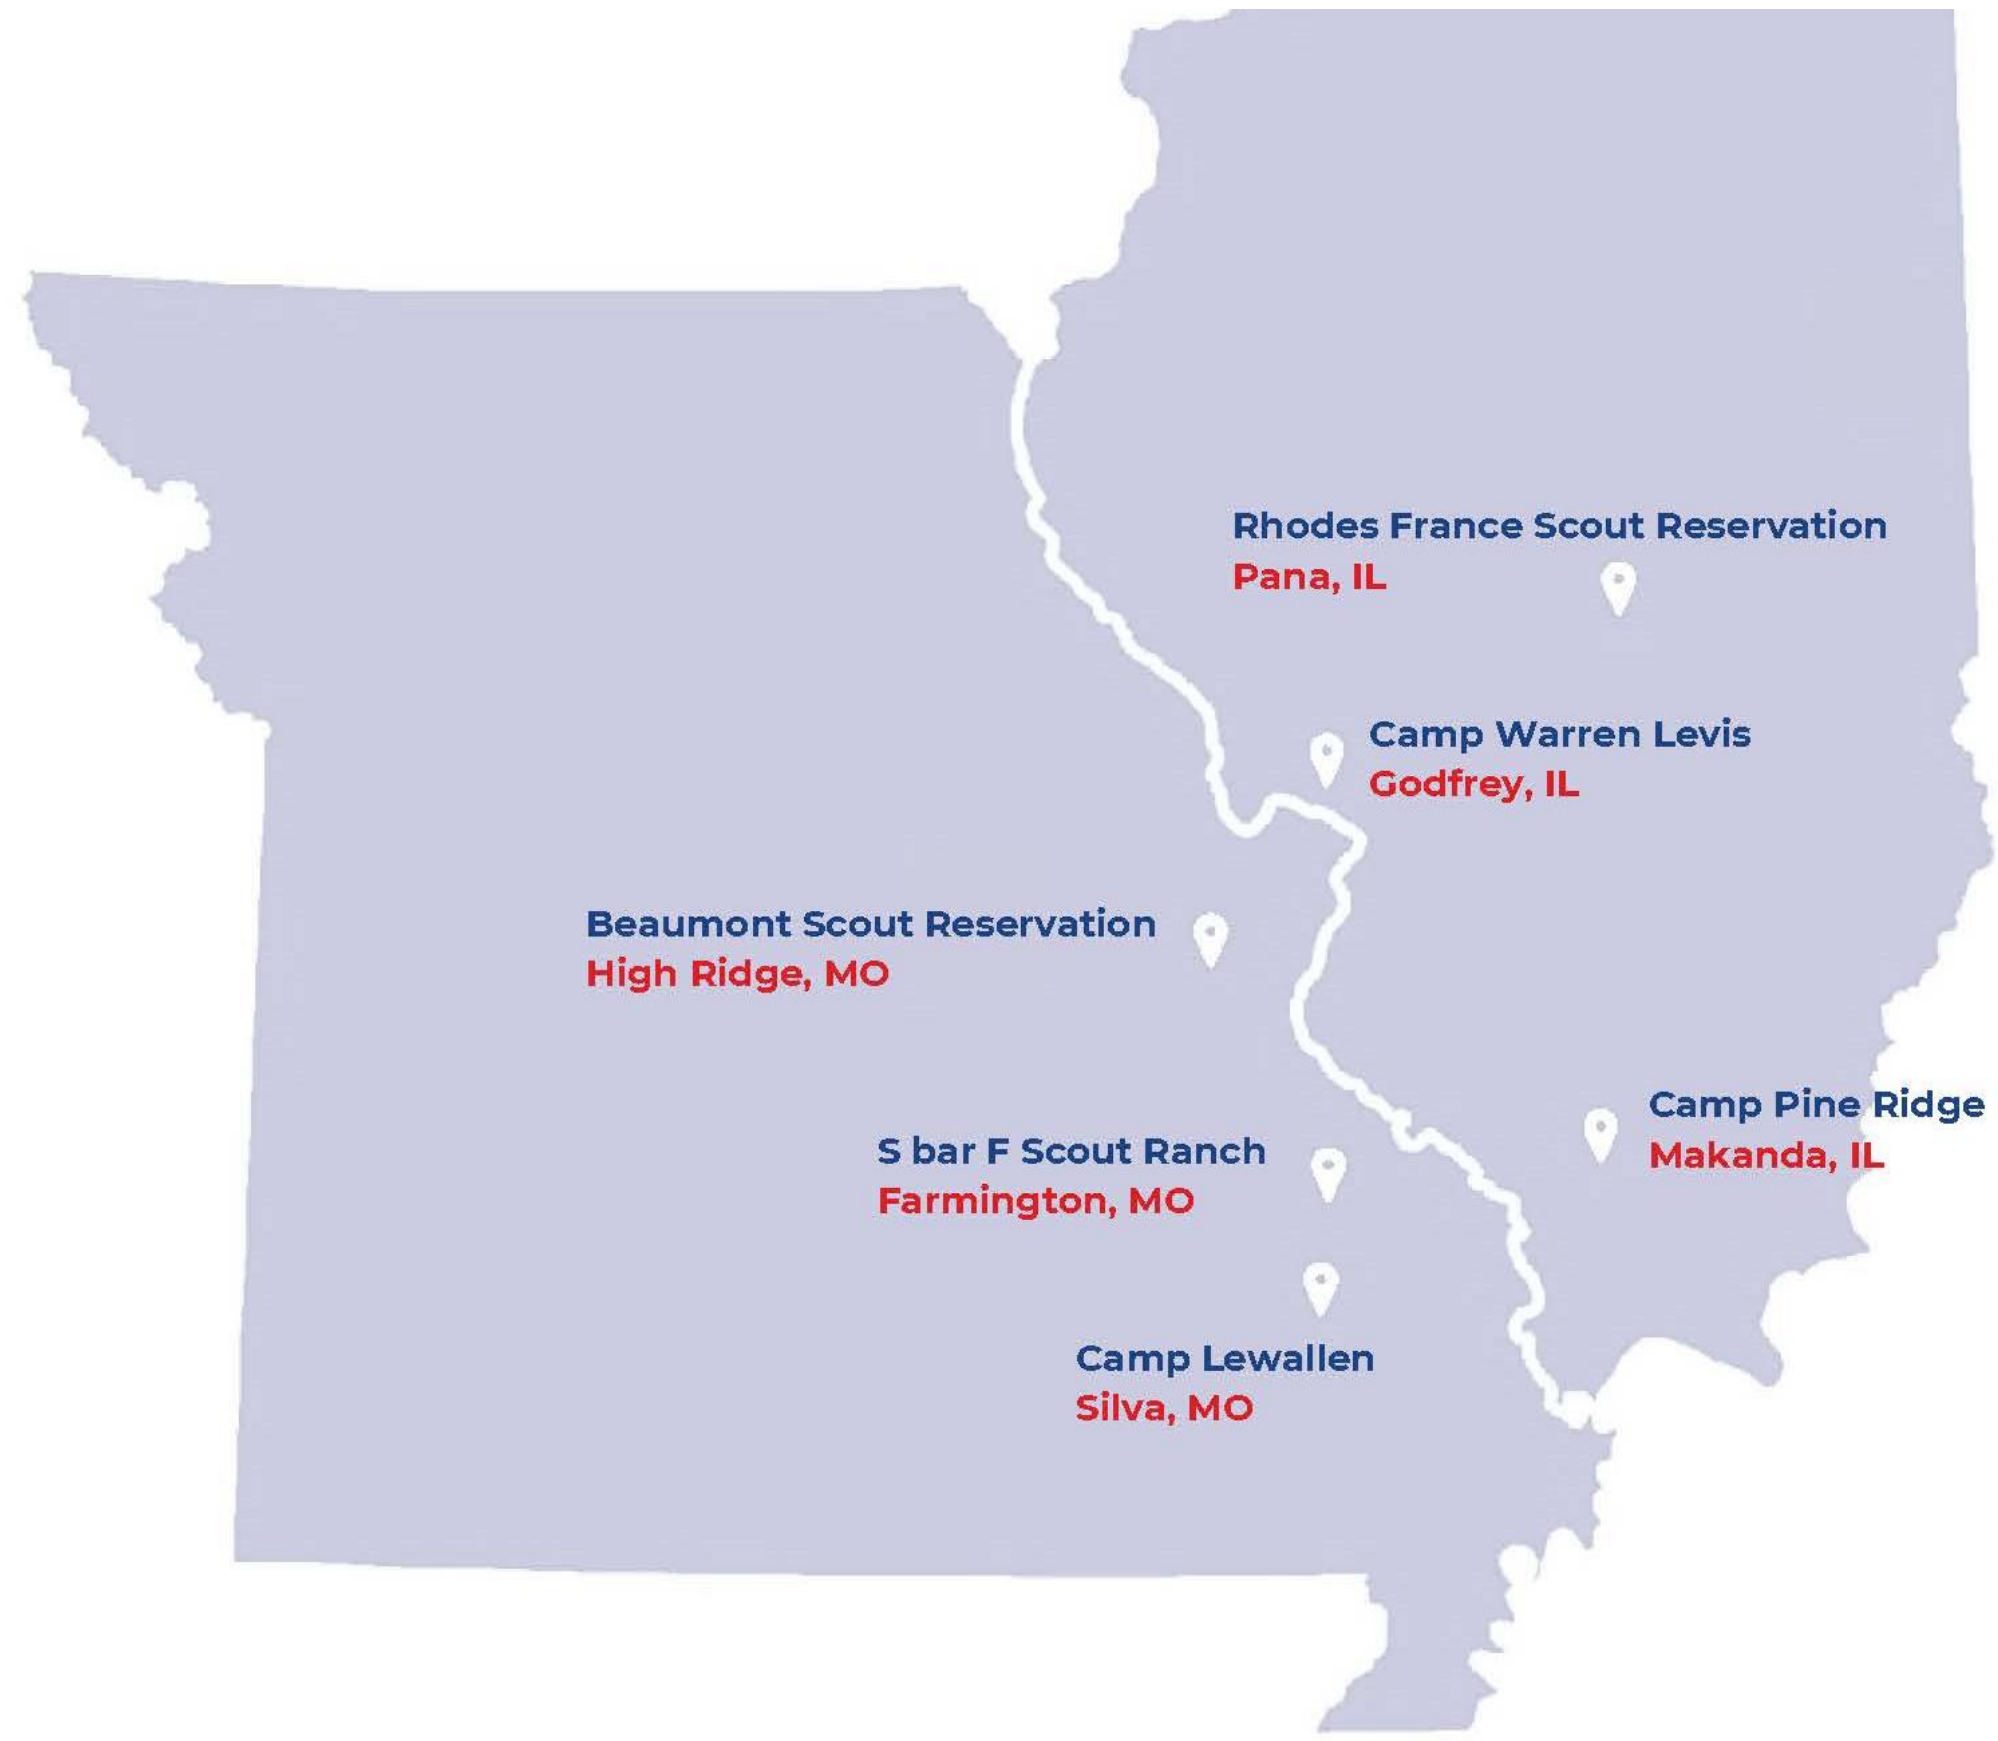 Rhodes France Scout Reservation
Pana, IL
Camp Warren Levis
Godfrey, IL
Beaumont Scout Reservation
High Ridge, MO
Camp Pine Ridge
Makanda, IL
S bar F Scout Ranch
Farmington, MO
Camp Lewallen
Silva, MO